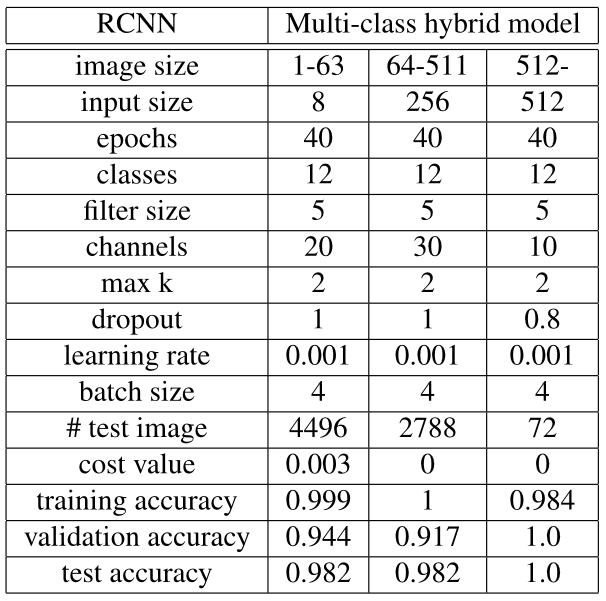 RCNN Multi-class hybrid model
image size 1-63 64-511 512-
input size 8 256 512
epochs 40 40 40
classes 12 12 12
filter size 5 5 5
channels 20 30 10
max k 2 2 2
dropout 1 1 0.8
learning rate 0.001 0.001 0.001
batch size 4 4 4
# test image 4496 2788 72
cost value 0.003 0 0
training accuracy 0.999 1 0.984
validation accuracy 0.944 0.917 1.0
test accuracy 0.982 0.982 1.0